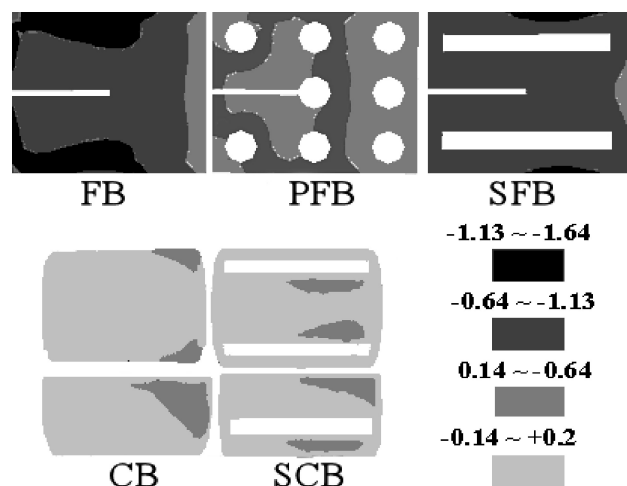 FB
PFB
SFB
-1.13 ~ -1.64
-0.64 ~ -1.13
0.14 ~ -0.64
-0.14 ~ +0.2
CB
SCB